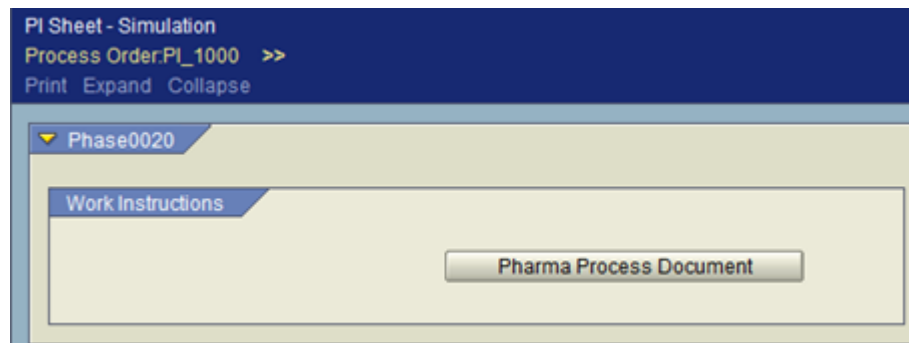 PI Sheet - Simulation
Process Order:PI_1000 >>
Print Expand Collapse
Phase0020
Work Instructions
Pharma Process Document